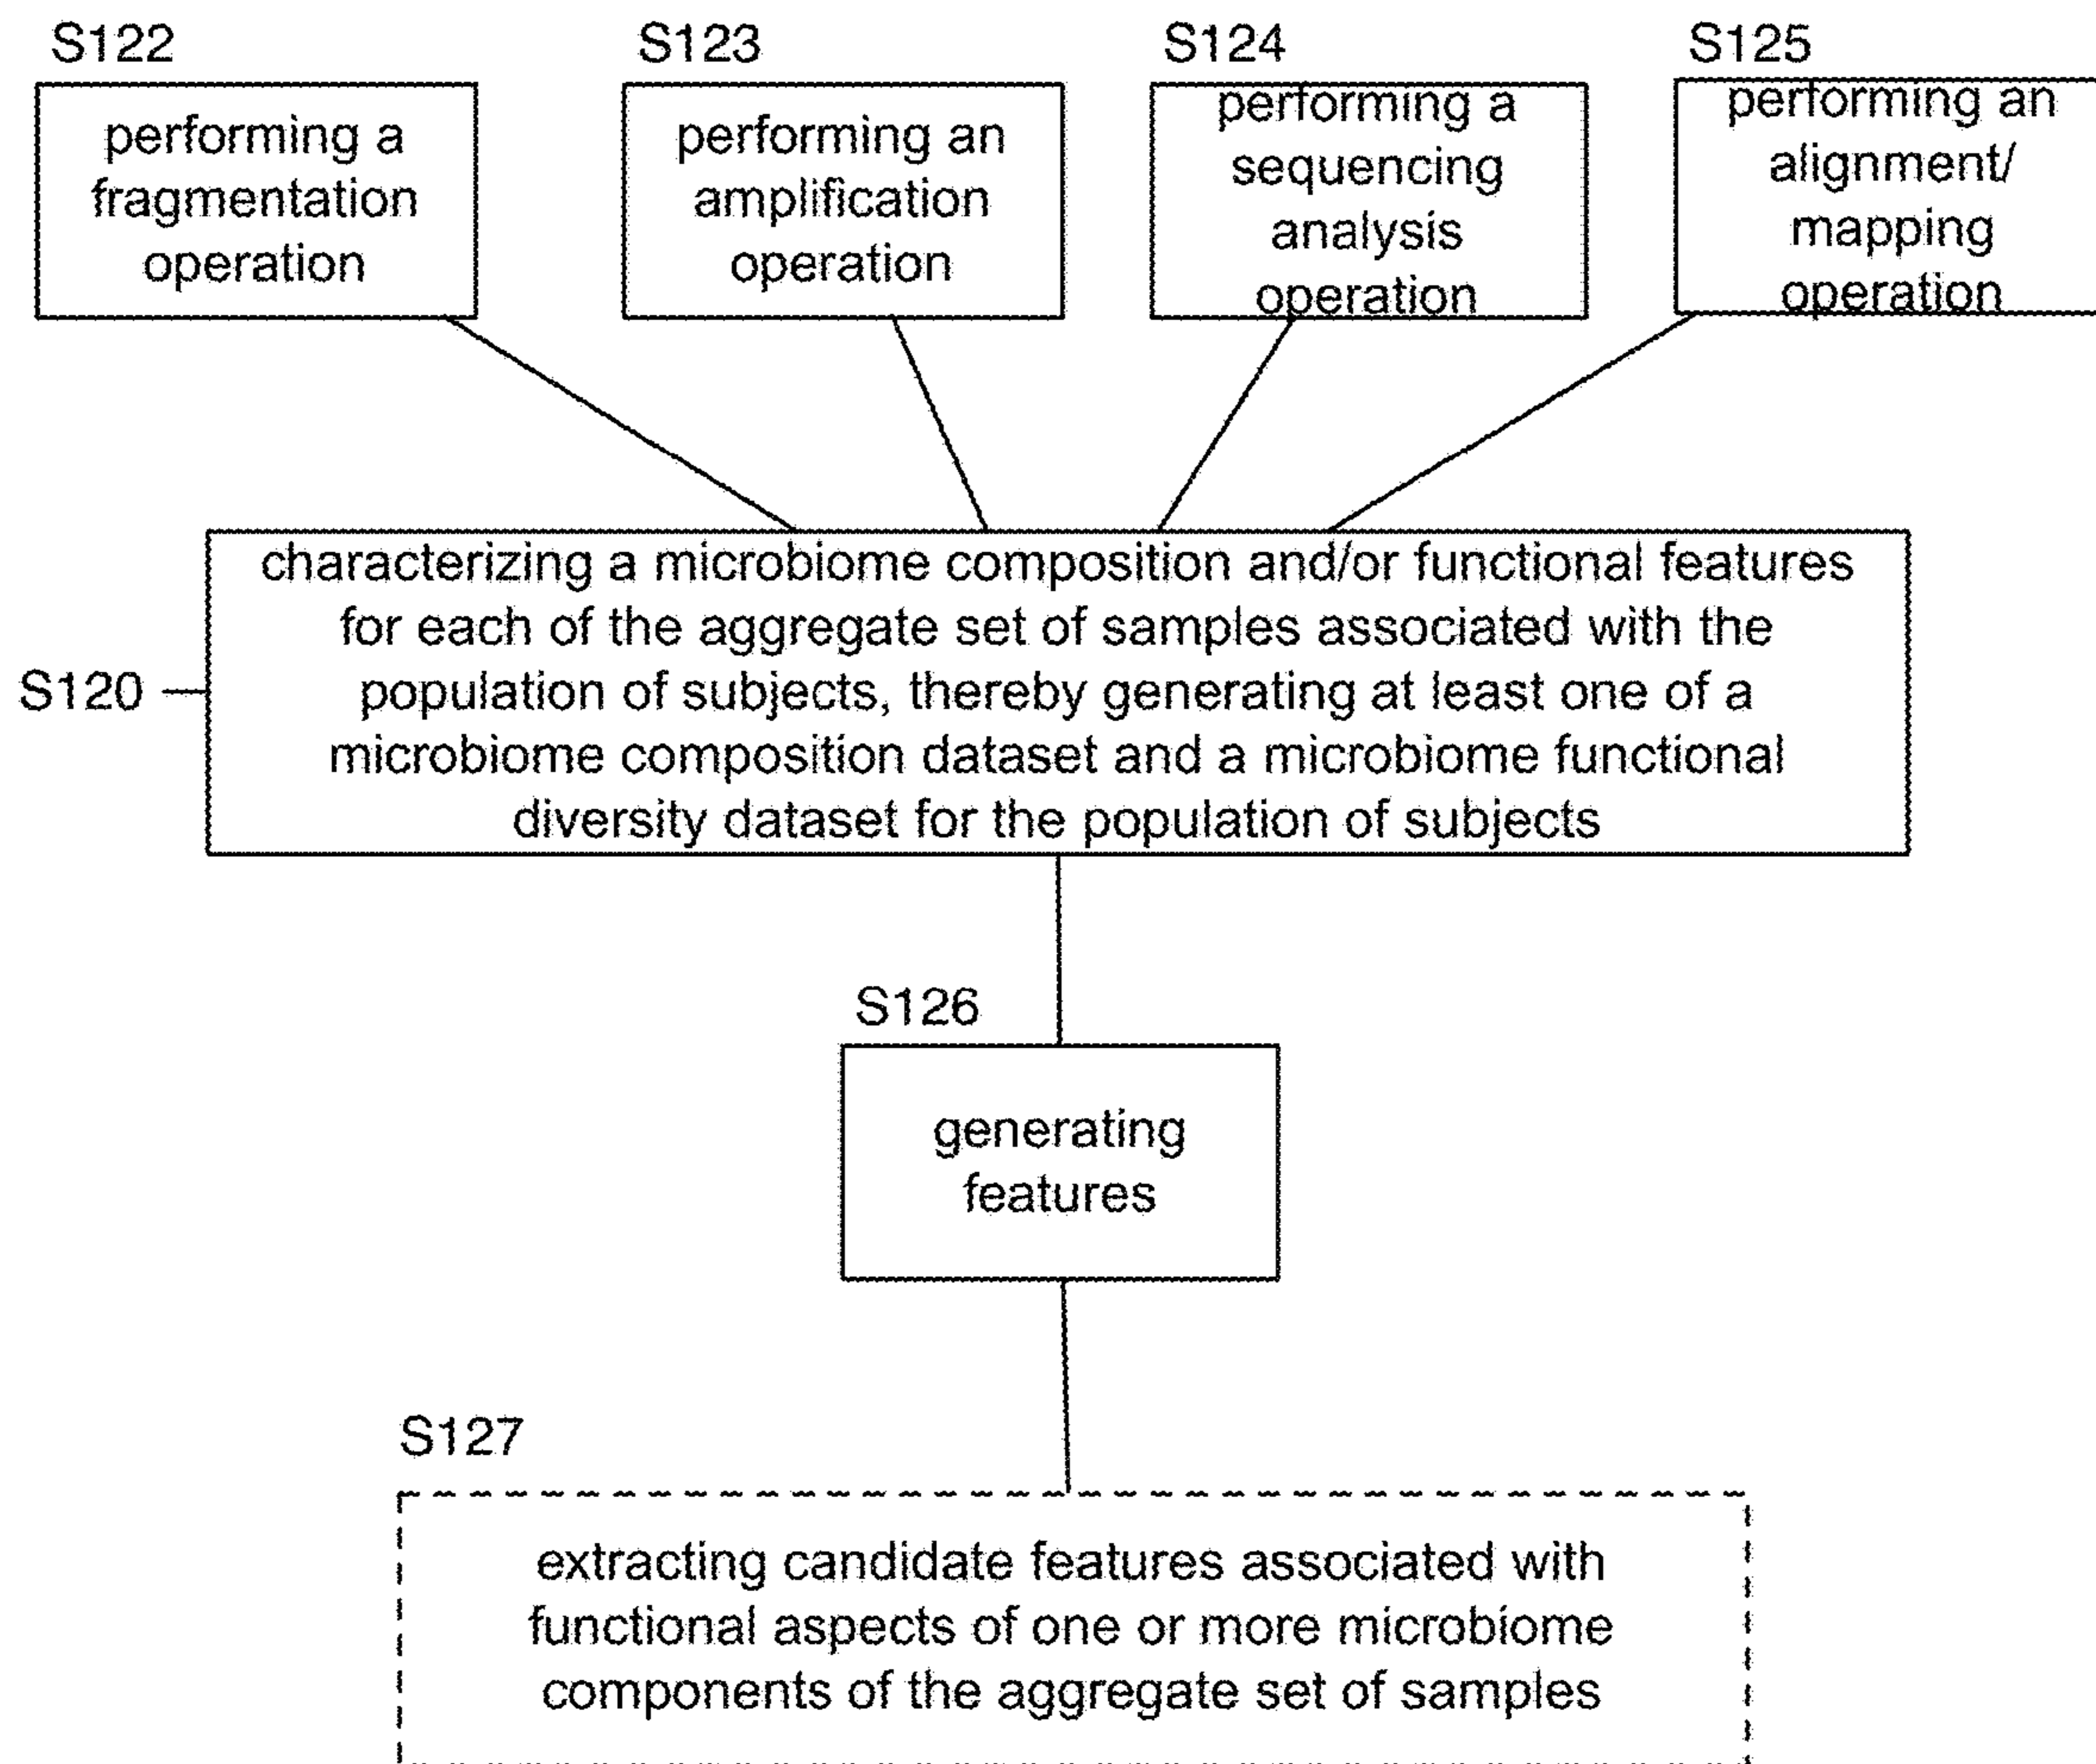 S122
performing a
fragmentation
operation
S123
performing an
amplification
operation
S124
performing a
sequencing
analysis
operation
S125
performing an
alignment/
mapping
operation
S120
characterizing a microbiome composition and/or functional features
for each of the aggregate set of samples associated with the
population of subjects, thereby generating at least one of a
microbiome composition dataset and a microbiome functional
diversity dataset for the population of subjects
S126
generating
features
S127
extracting candidate features associated with
functional aspects of one or more microbiome
components of the aggregate set of samples